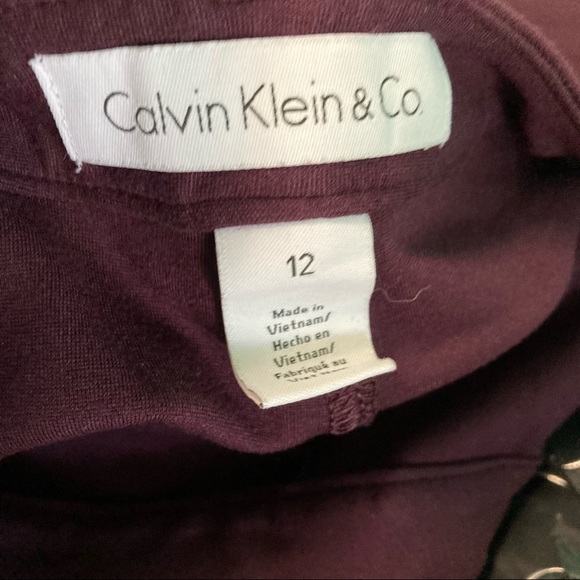 Calvin Klein & Co.
12
Made in
Vietnam/
Hecho en
Vietnam/
Fabriqué au